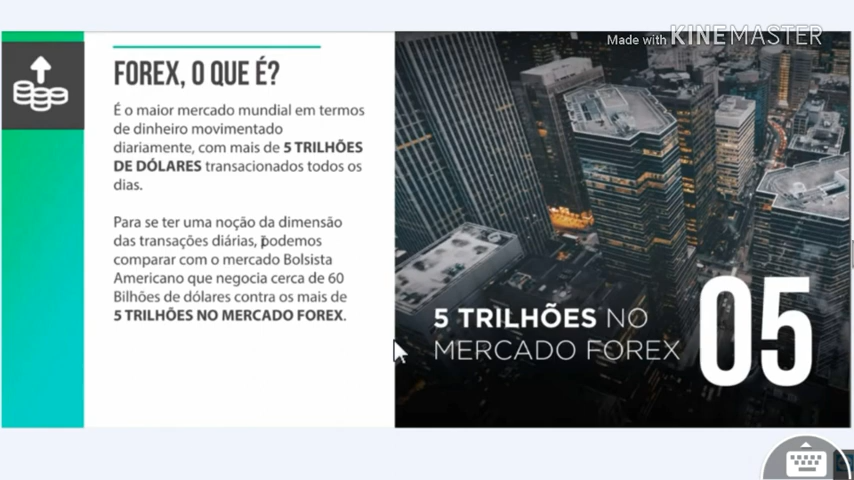 Made with KINEMASTER
FOREX, O QUE É?
É o maior mercado mundial em termos
de dinheiro movimentado
diariamente, com mais de 5 TRILHÕES
DE DÓLARES transacionados todos os
dias.
Para se ter uma noção da dimensão
das transações diárias, podemos
comparar com o mercado Bolsista
Americano que negocia cerca de 60
Bilhões de dólares contra os mais de
5 TRILHÕES NO MERCADO FOREX.
5 TRILHÕES NO
MERCADO FOREX
05